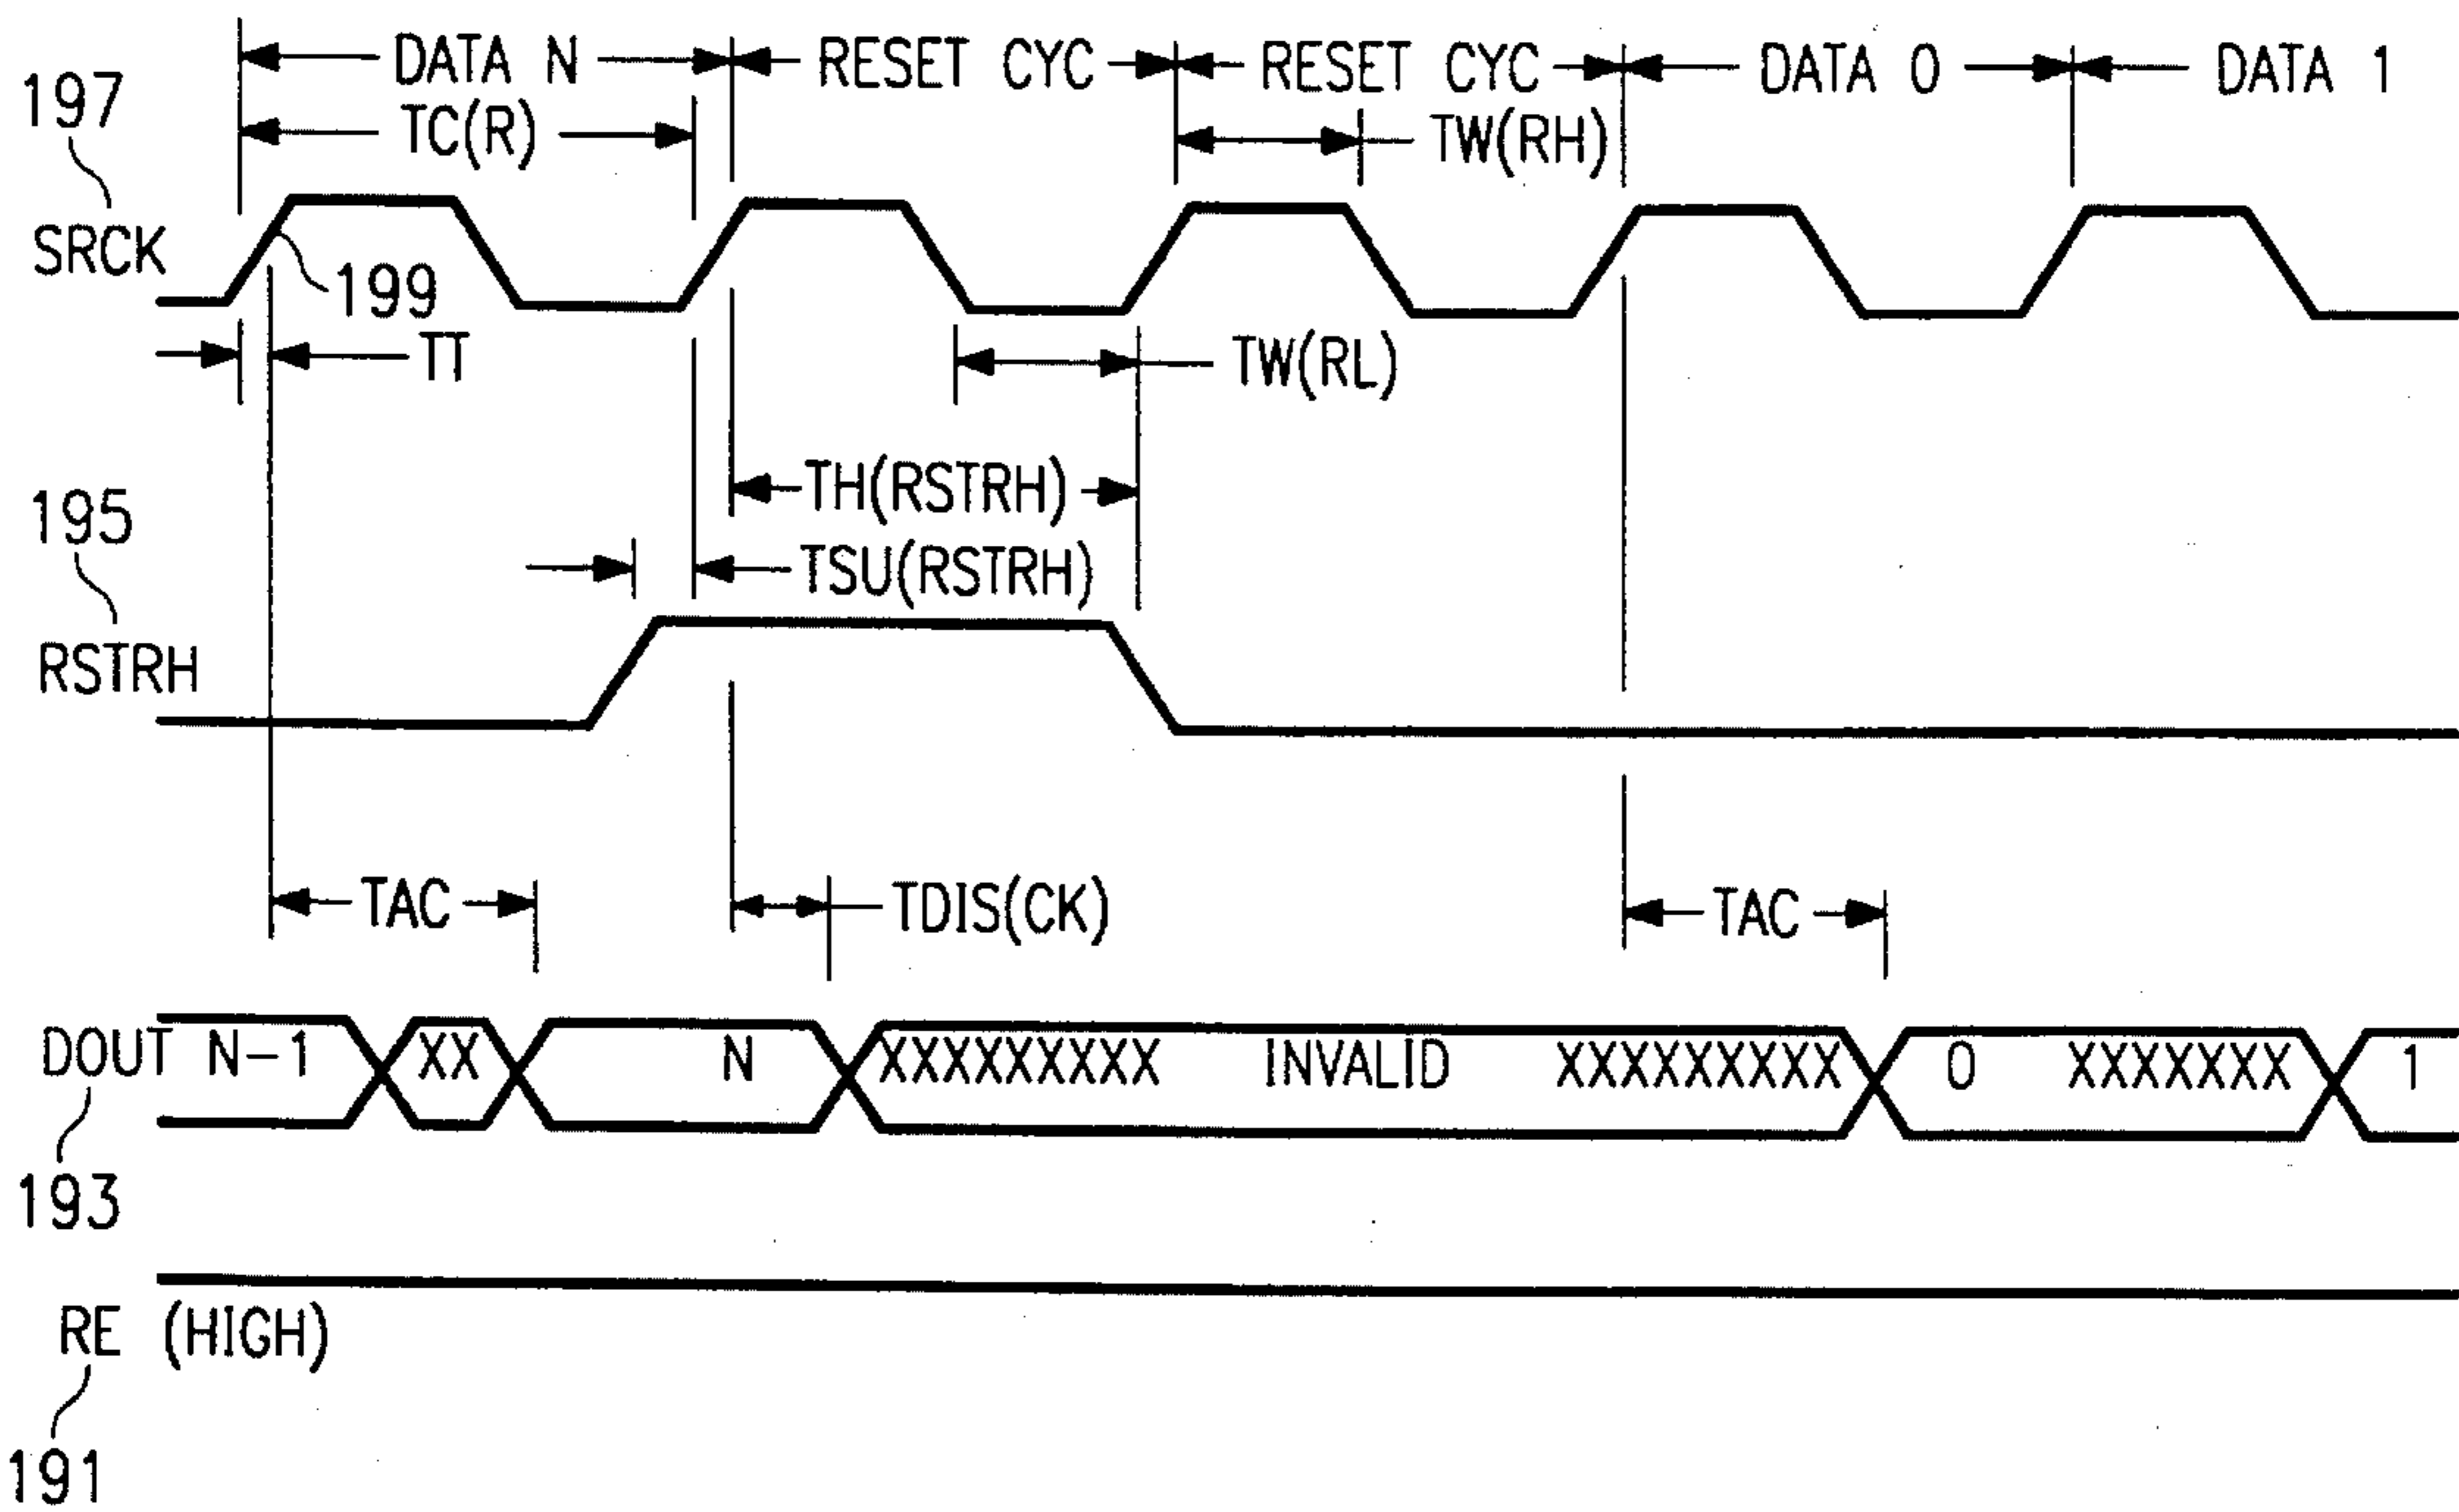 DATA N RESET CYC RESET CYC DATA 0 DATA 1
197 TC(R) TW(RH)
SRCK 199
TT TW(RL)
TH(RSTRH)
195
TSU(RSTRH)
RSTRH
TAC TDIS(CK) TAC
DOUT N-1 XX N XXXXXXXXX INVALID XXXXXXXXX 0 XXXXXXX 1
193
RE (HIGH)
191